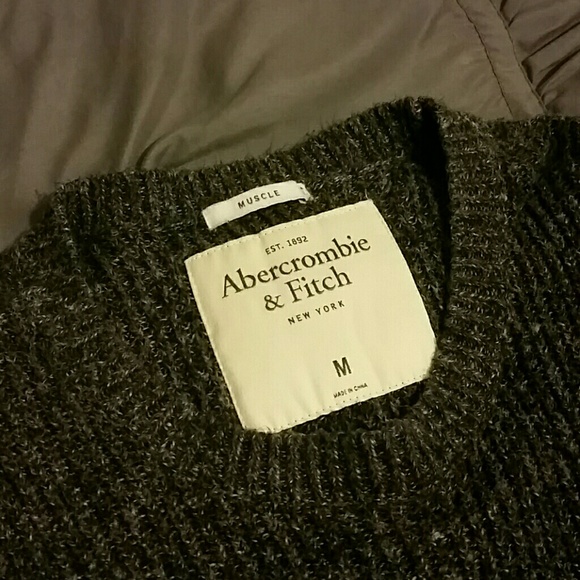 MUSCLE
EST. 1892
Abercrombie
& Fitch
NEW YORK
M
MADE IN CHINA